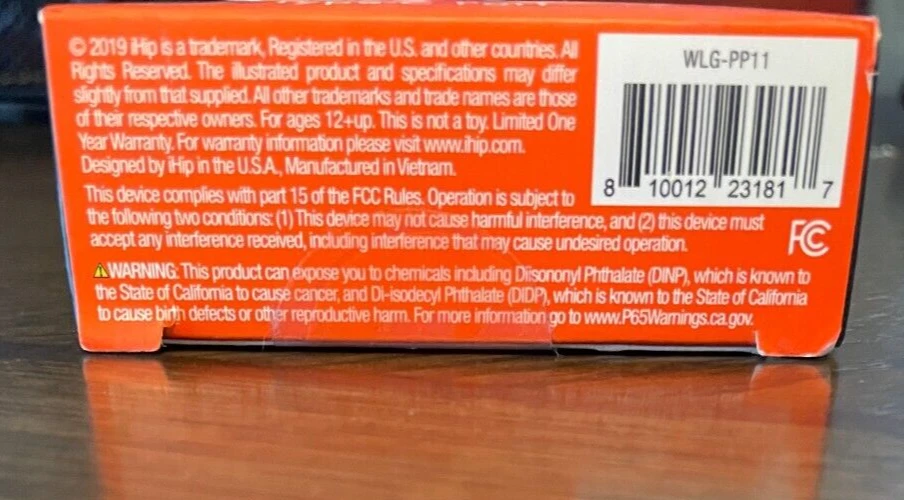 © 2019 iHip is a trademark, Registered in the U.S. and other countries. All
Rights Reserved. The illustrated product and specifications may differ
slightly from that supplied. All other trademarks and trade names are those
of their respective owners. For ages 12+up. This is not a toy. Limited One
Year Warranty. For warranty information please visit www.ihip.com.
Designed by iHip in the U.S.A., Manufactured in Vietnam.
WLG-PP11
8 10012 23181 7
This device complies with part 15 of the FCC Rules. Operation is subject to
the following two conditions: (1) This device may not cause harmful interference, and (2) this device must
accept any interference received, including interference that may cause undesired operation.
FC
⚠WARNING: This product can expose you to chemicals including Diisononyl Phthalate (DINP), which is known to
the State of California to cause cancer, and Di-isodecyl Phthalate (DIDP), which is known to the State of California
to cause birth defects or other reproductive harm. For more information go to www.P65Warnings.ca.gov.